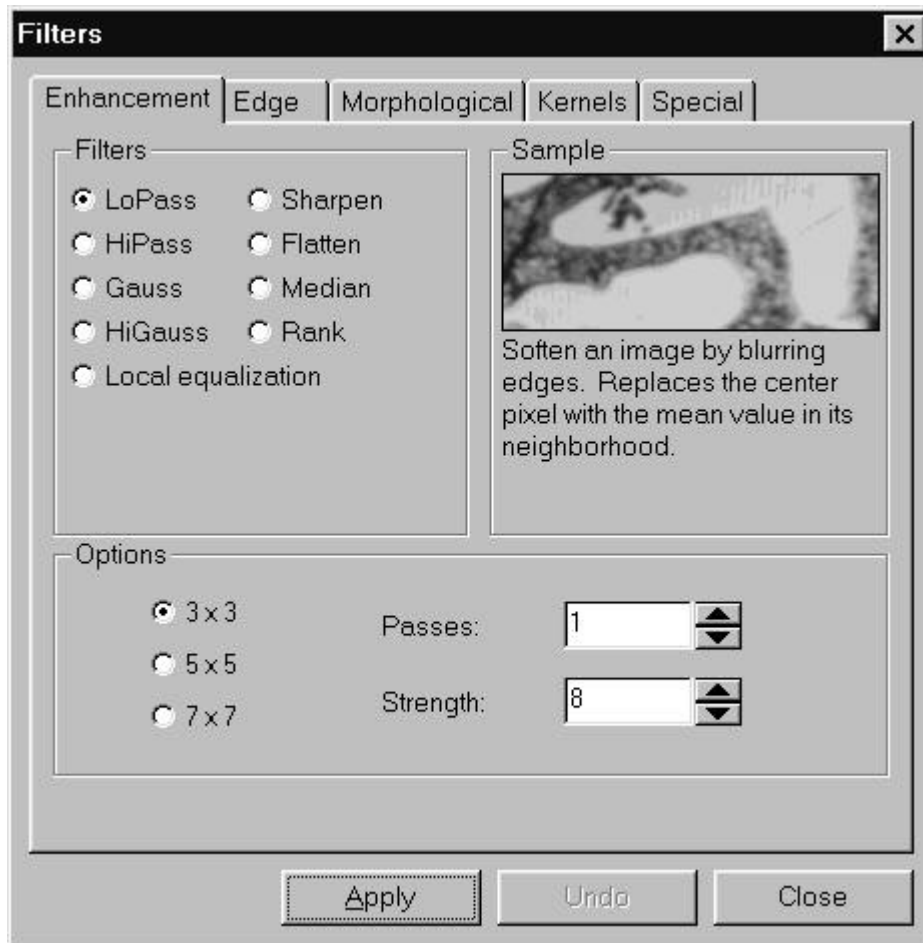 Filters
Enhancement Edge Morphological Kernels Special
Filters
LoPass Sharpen
HiPass Flatten
Gauss Median
HiGauss Rank
Local equalization
Sample
Soften an image by blurring
edges. Replaces the center
pixel with the mean value in its
neighborhood.
Options
3 x 3
5 x 5
7 x 7
Passes: 1
Strength: 8
Apply Undo Close